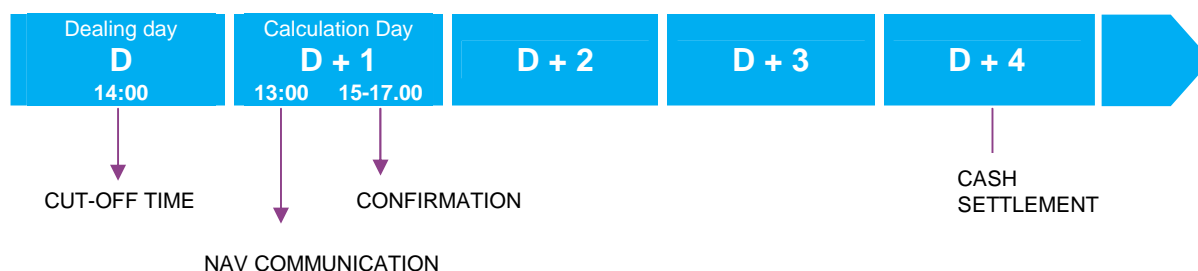 Dealing day
D
14:00
Calculation Day
D + 1
13:00 15-17.00
D + 2
D + 3
D + 4
CUT-OFF TIME
CONFIRMATION
CASH
SETTLEMENT
NAV COMMUNICATION